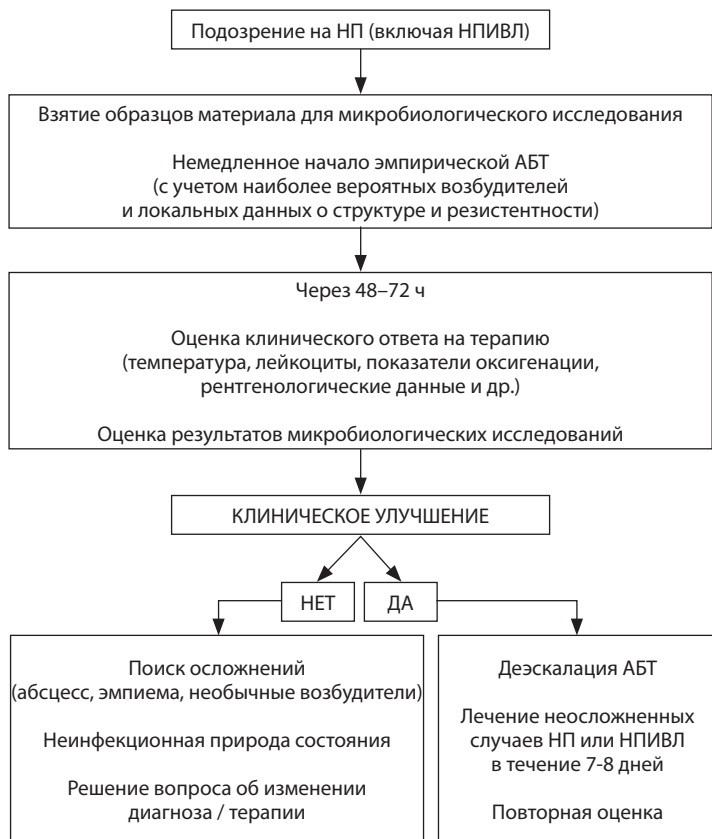 Подозрение на НП (включая НПИВЛ)
Взятие образцов материала для микробиологического исследования
Немедленное начало эмпирической АБТ
(с учетом наиболее вероятных возбудителей
и локальных данных о структуре и резистентности)
Через 48–72 ч
Оценка клинического ответа на терапию
(температура, лейкоциты, показатели оксигенации,
рентгенологические данные и др.)
Оценка результатов микробиологических исследований
КЛИНИЧЕСКОЕ УЛУЧШЕНИЕ
НЕТ
ДА
Поиск осложнений
(абсцесс, эмпиема, необычные возбудители)
Неинфекционная природа состояния
Решение вопроса об изменении
диагноза / терапии
Деэскалация АБТ
Лечение неосложненных
случаев НП или НПИВЛ
в течение 7-8 дней
Повторная оценка